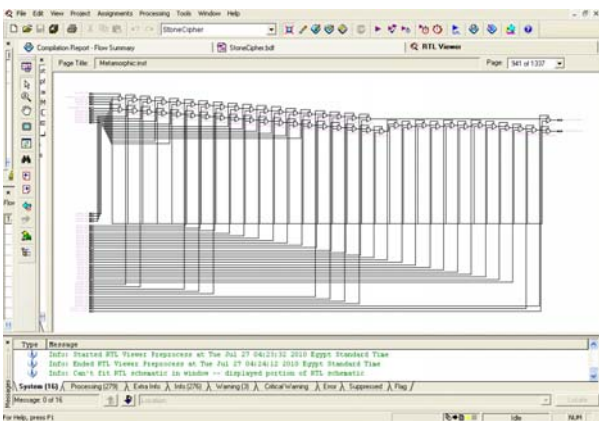 File Edit View Project Assignments Processing Tools Window Help
StoneCipher
Compilation Report - Flow Summary
StoneCipher.bdf
RTL Viewer
Page Title: Metamorphic:inst
Page: 941 of 1337
Type Message
Info: Started RTL Viewer Preprocess at Tue Jul 27 04:23:32 2010 Egypt Standard Time
Info: Ended RTL Viewer Preprocess at Tue Jul 27 04:24:12 2010 Egypt Standard Time
Info: Can't fit RTL schematic in window -- displayed portion of RTL schematic
System (16) Processing (279) Extra Info Info (276) Warning (3) Critical Warning Error Suppressed Flag
Messages
Message: 0 of 16
Location
Locate
For Help, press F1
Idle
NUM